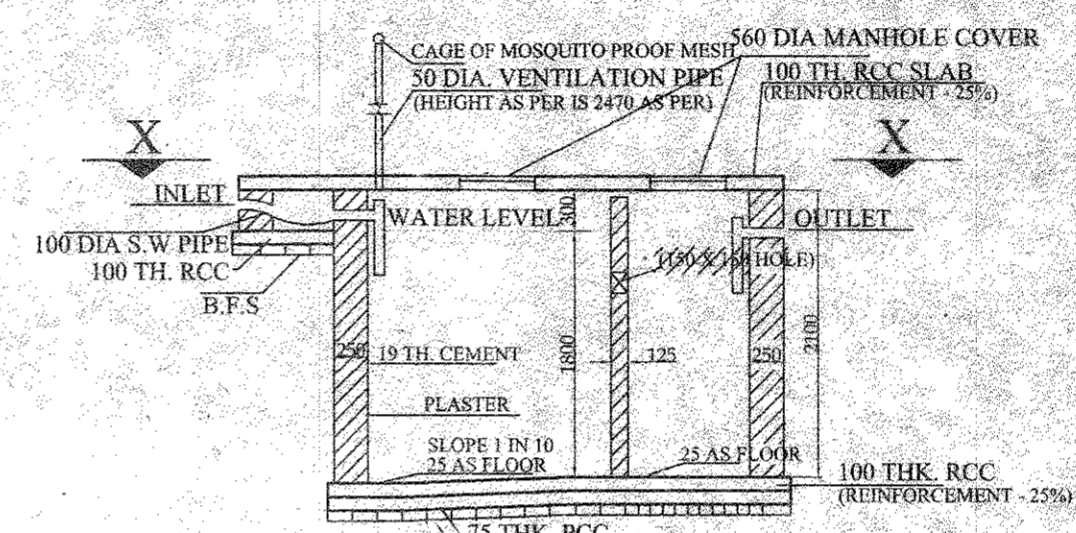 CAGE OF MOSQUITO PROOF MESH
560 DIA MANHOLE COVER
50 DIA. VENTILATION PIPE
(HEIGHT AS PER IS 2470 AS PER)
100 TH. RCC SLAB
(REINFORCEMENT - 25%)
X
X
INLET
WATER LEVEL
300
OUTLET
100 DIA S.W PIPE
100 TH. RCC
B.F.S
HOLE)
250
19 TH. CEMENT
1800
125
250
2100
PLASTER
SLOPE 1 IN 10
25 AS FLOOR
25 AS FLOOR
100 THK. RCC
(REINFORCEMENT - 25%)
75 THK.